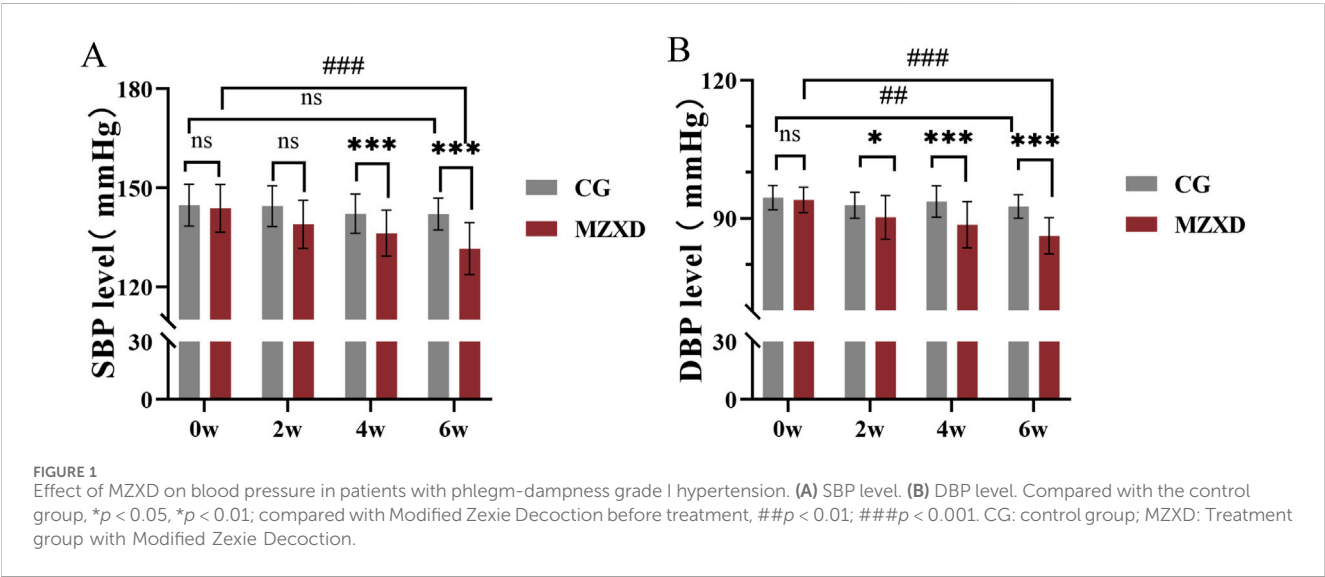 A
###
ns
ns
ns
***
***
180
150
120
30
0
SBP level( mmHg)
0w 2w 4w 6w
CG
MZXD
B
###
##
ns
*
***
***
120
90
30
0
DBP level( mmHg)
0w 2w 4w 6w
CG
MZXD
FIGURE 1
Effect of MZXD on blood pressure in patients with phlegm-dampness grade I hypertension. (A) SBP level. (B) DBP level. Compared with the control
group, *p < 0.05, *p < 0.01; compared with Modified Zexie Decoction before treatment, ##p < 0.01; ###p < 0.001. CG: control group; MZXD: Treatment
group with Modified Zexie Decoction.